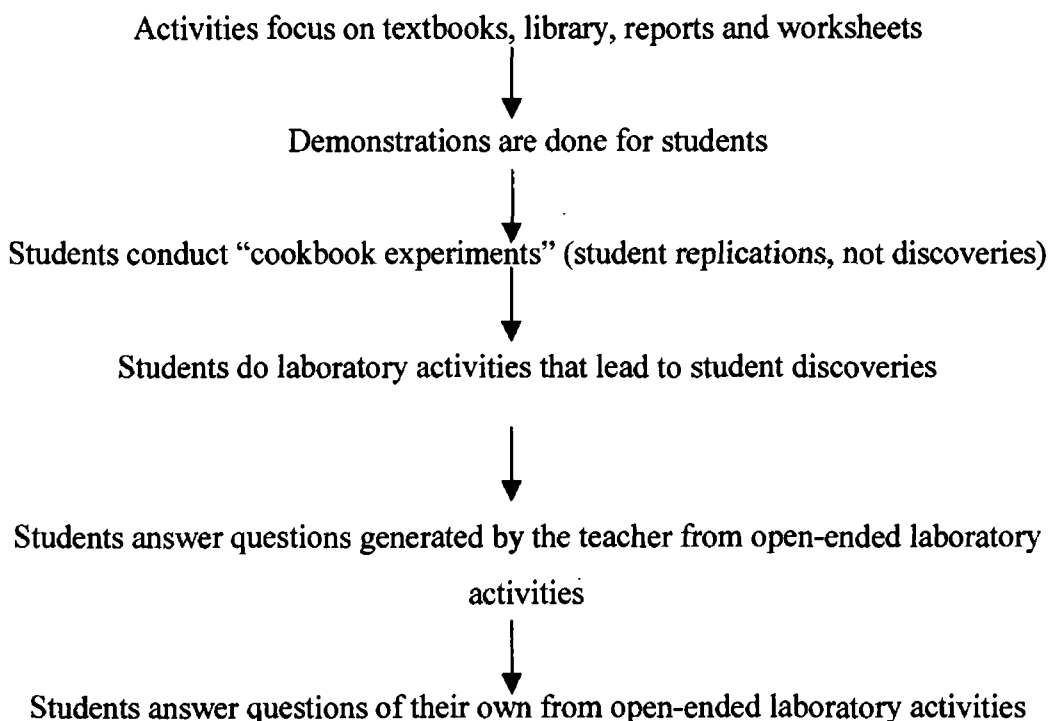 Activities focus on textbooks, library, reports and worksheets
Demonstrations are done for students
Students conduct “cookbook experiments” (student replications, not discoveries)
Students do laboratory activities that lead to student discoveries
Students answer questions generated by the teacher from open-ended laboratory
activities
Students answer questions of their own from open-ended laboratory activities